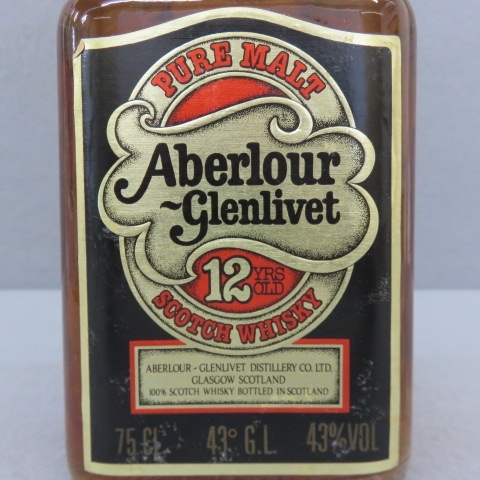 PURE MALT
Aberlour
~Glenlivet
12 YRS OLD
SCOTCH WHISKY
ABERLOUR ~ GLENLIVET DISTILLERY CO. LTD.
GLASGOW SCOTLAND
100% SCOTCH WHISKY BOTTLED IN SCOTLAND
75 CL. 43° G.L. 43%VOL